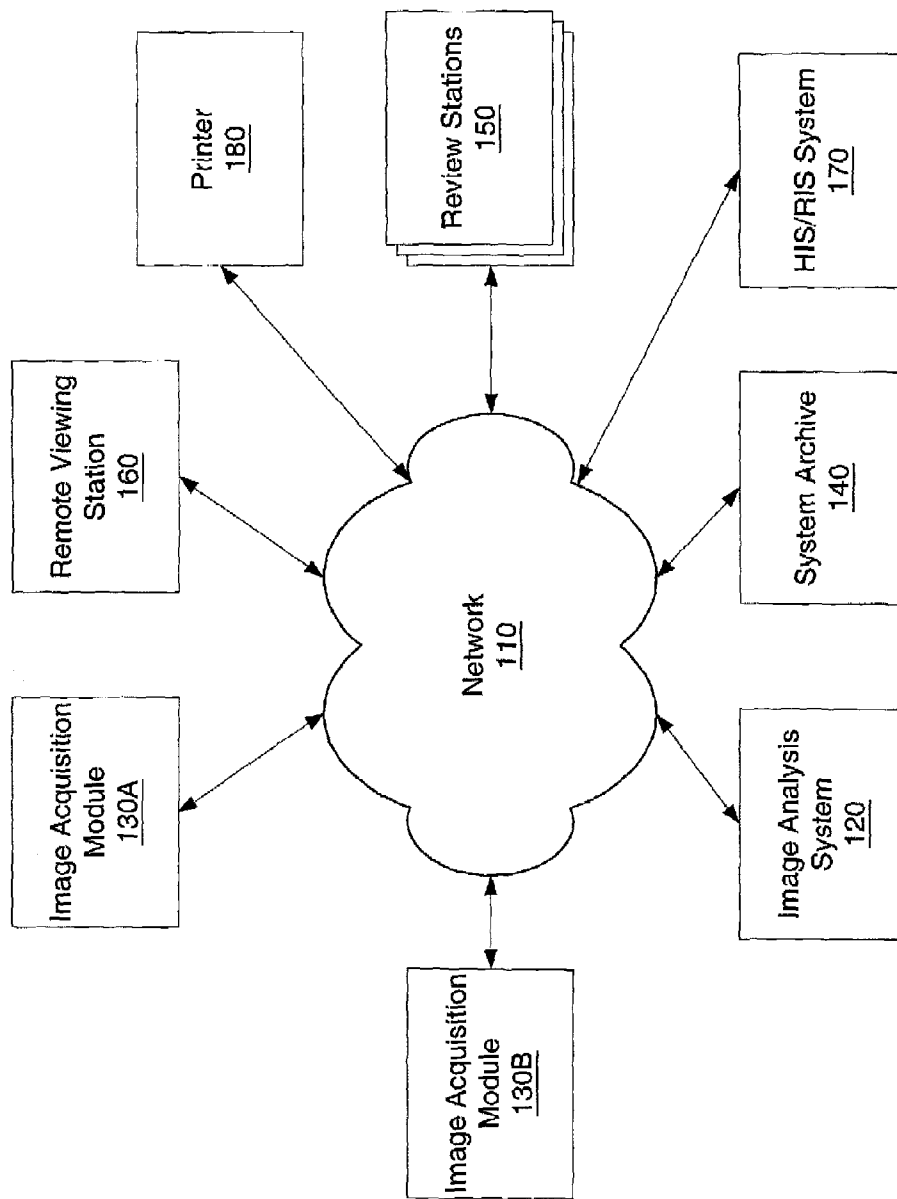 Image Acquisition
Module
130A
Remote Viewing
Station
160
Printer
180
Image Acquisition
Module
130B
Network
110
Review Stations
150
Image Analysis
System
120
System Archive
140
HIS/RIS System
170